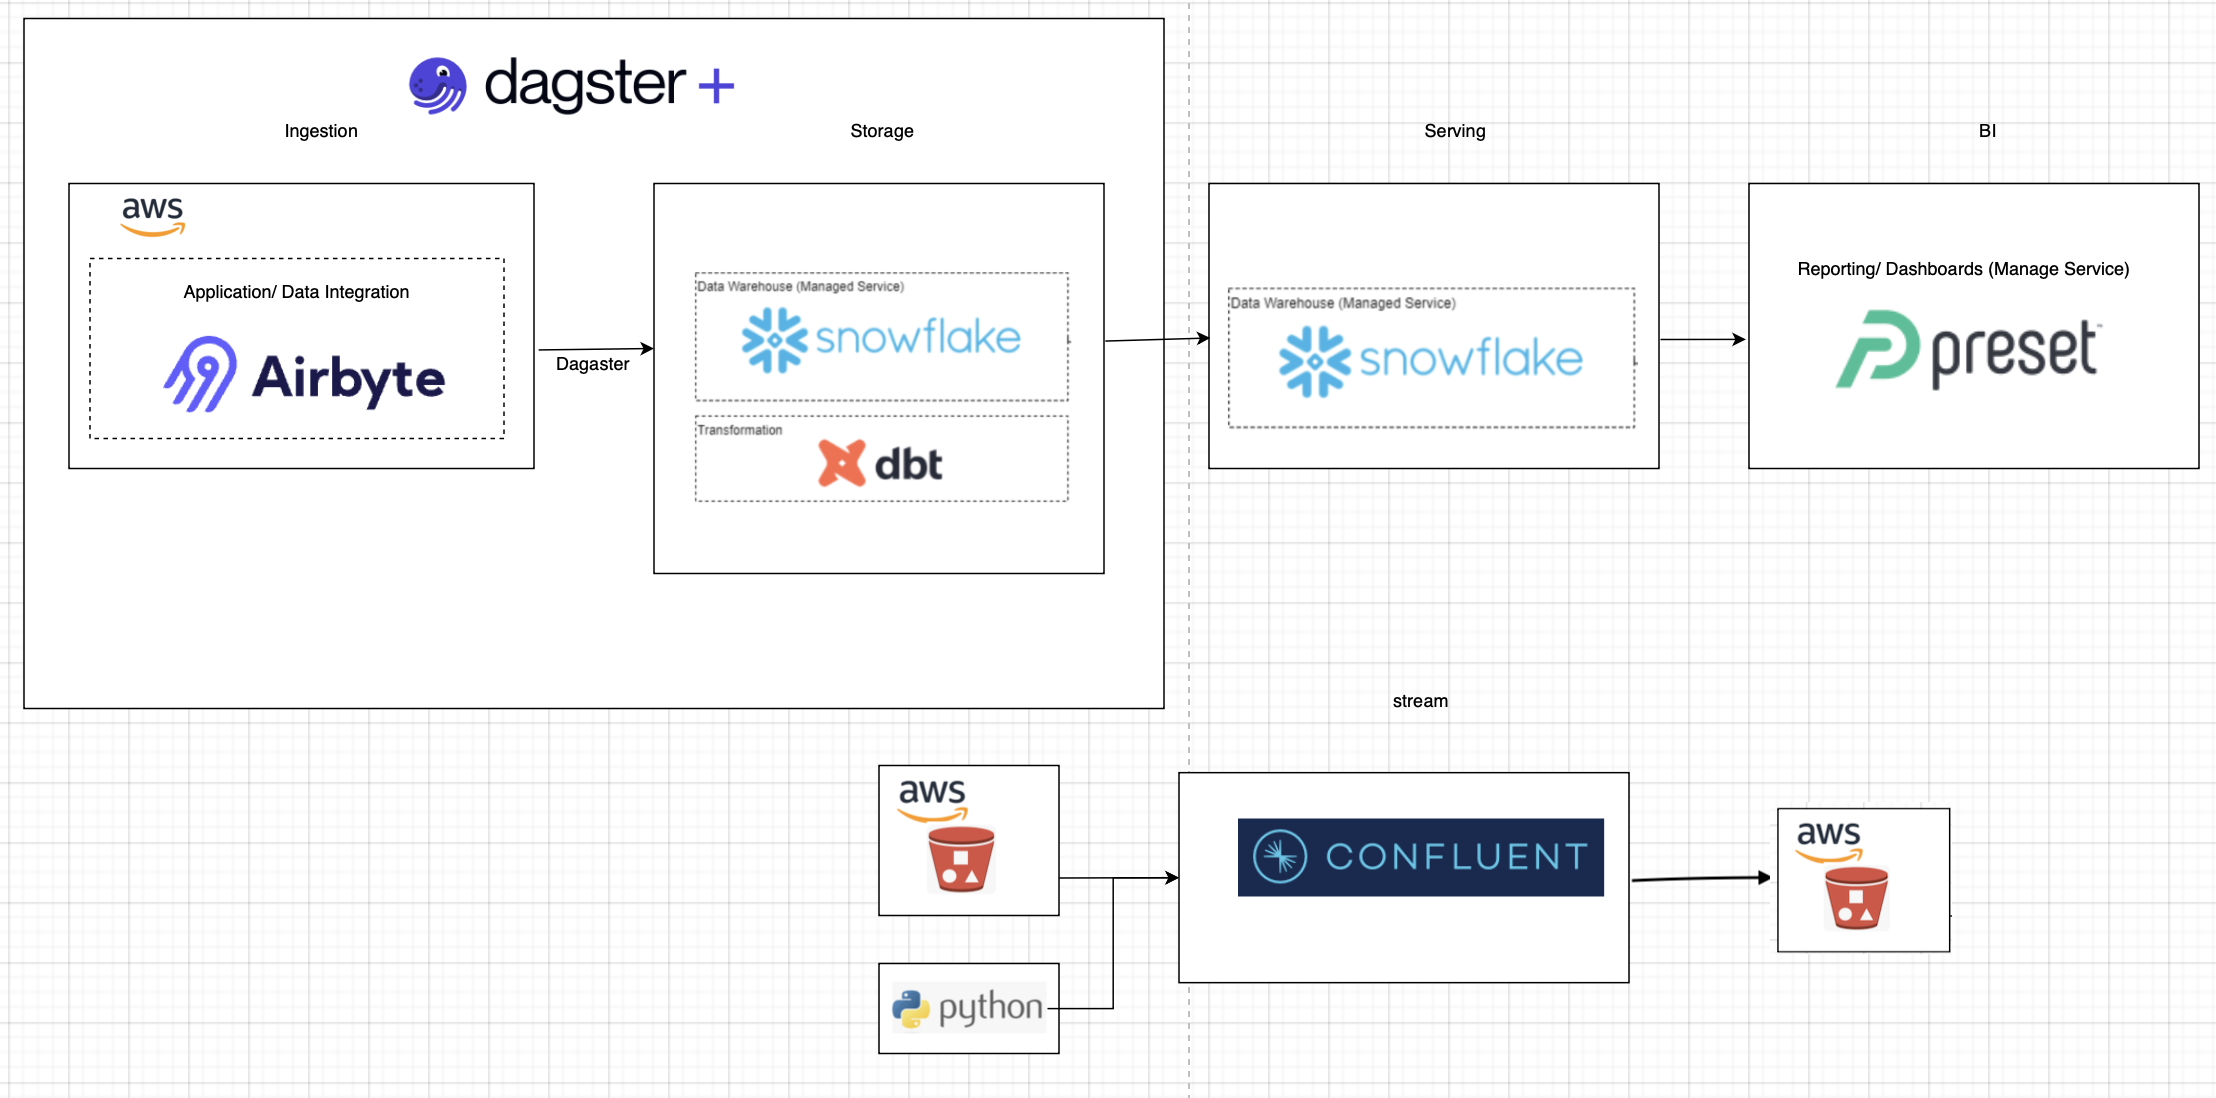 dagster +
Ingestion
Storage
Serving
BI
aws
Application/ Data Integration
Airbyte
Dagaster
Data Warehouse (Managed Service)
snowflake
Transformation
dbt
Data Warehouse (Managed Service)
snowflake
Reporting/ Dashboards (Manage Service)
preset™
stream
aws
python
CONFLUENT
aws